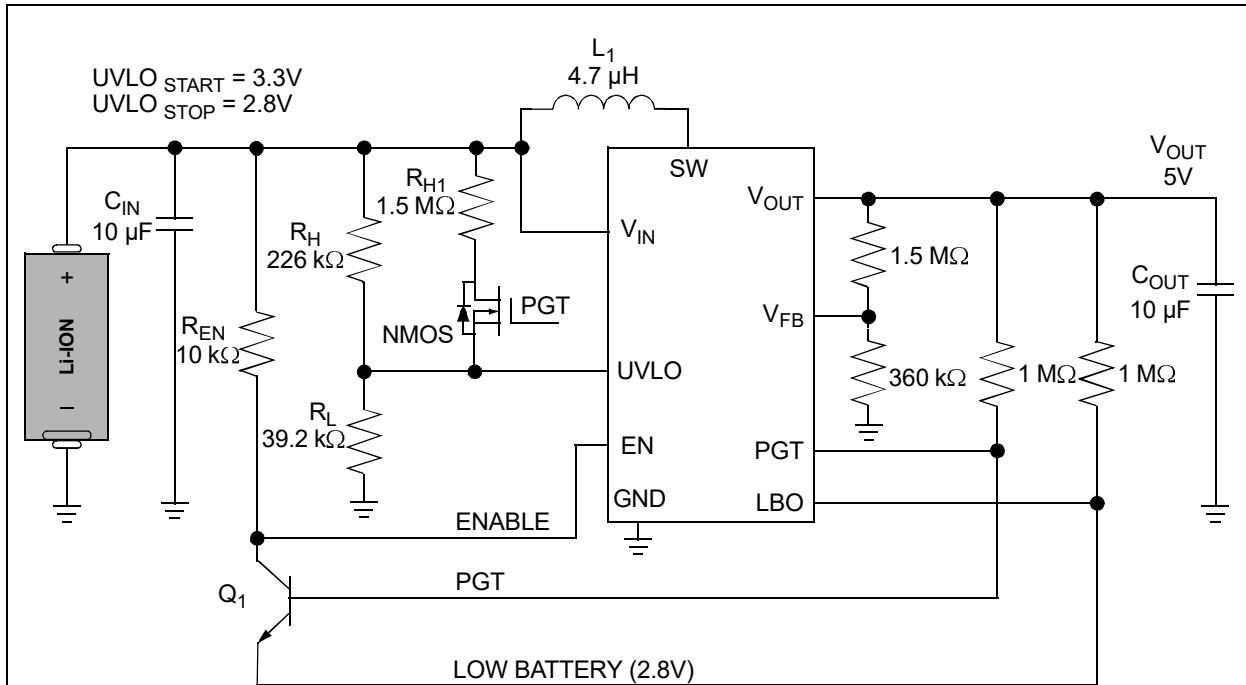 UVLO START = 3.3V
UVLO STOP = 2.8V
L1
4.7 µH
CIN
10 µF
+
Li-ION
–
REN
10 kΩ
RH
226 kΩ
RH1
1.5 MΩ
NMOS
PGT
RL
39.2 kΩ
SW
VIN
UVLO
EN
GND
VOUT
VFB
PGT
LBO
1.5 MΩ
360 kΩ
1 MΩ
1 MΩ
VOUT
5V
COUT
10 µF
ENABLE
PGT
Q1
LOW BATTERY (2.8V)